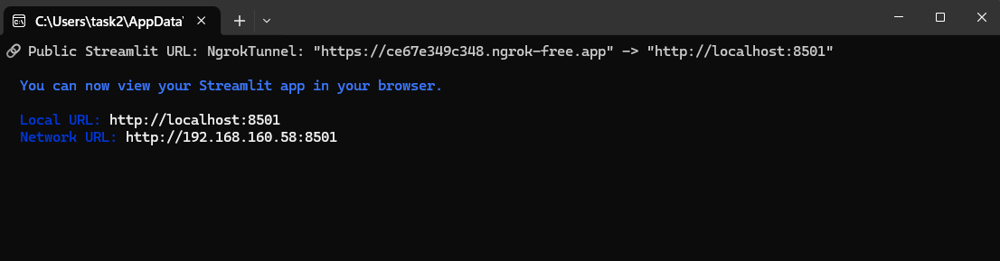 C:\Users\task2\AppData\
🔗 Public Streamlit URL: NgrokTunnel: "https://ce67e349c348.ngrok-free.app" -> "http://localhost:8501"
You can now view your Streamlit app in your browser.
Local URL: http://localhost:8501
Network URL: http://192.168.160.58:8501